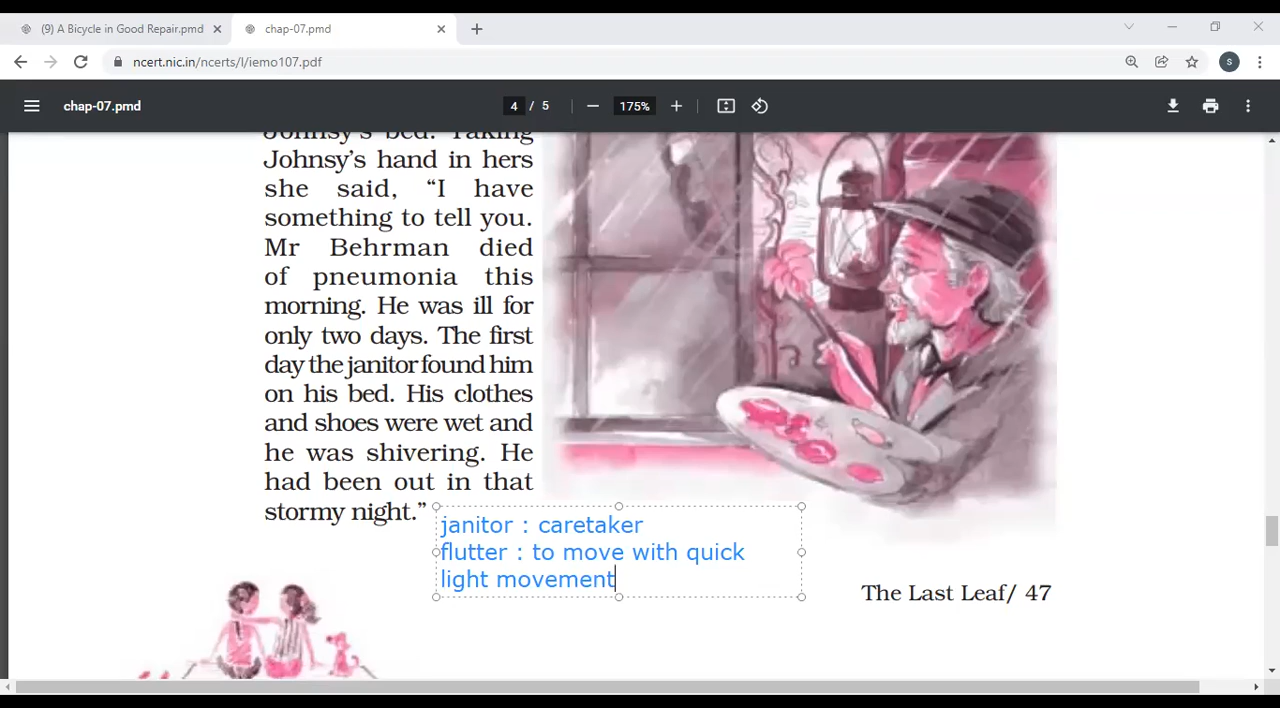 (9) A Bicycle in Good Repair.pmd
chap-07.pmd
ncert.nic.in/ncerts/l/iemo107.pdf
S
chap-07.pmd
4 / 5
175%
Johnsy's bed. Taking
Johnsy's hand in hers
she said, “I have
something to tell you.
Mr Behrman died
of pneumonia this
morning. He was ill for
only two days. The first
day the janitor found him
on his bed. His clothes
and shoes were wet and
he was shivering. He
had been out in that
stormy night.”
janitor : caretaker
flutter : to move with quick
light movement
The Last Leaf/ 47